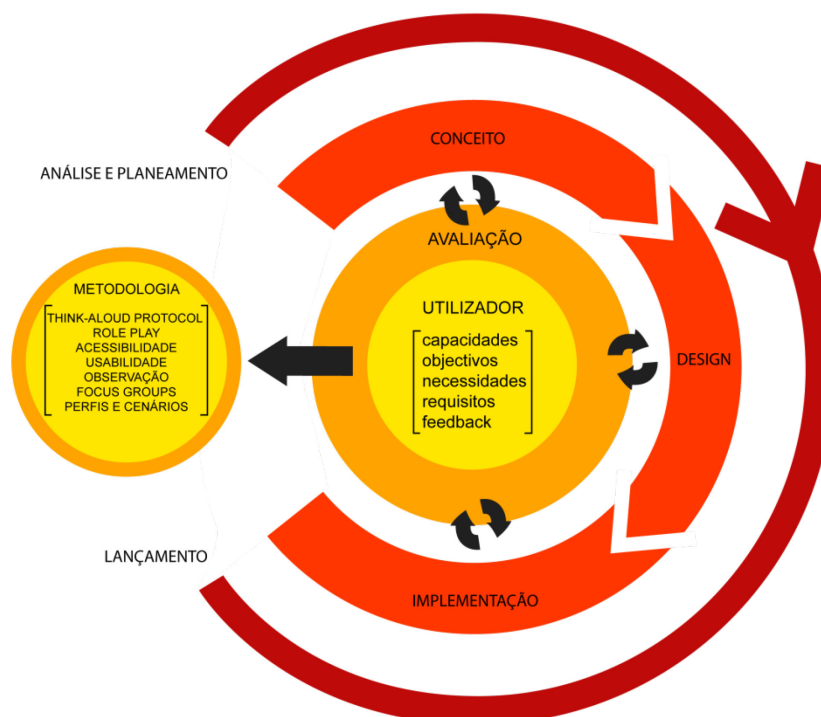 CONCEITO
ANÁLISE E PLANEAMENTO
AVALIAÇÃO
METODOLOGIA
THINK-ALOUD PROTOCOL
ROLE PLAY
ACESSIBILIDADE
USABILIDADE
OBSERVAÇÃO
FOCUS GROUPS
PERFIS E CENÁRIOS
UTILIZADOR
capacidades
objectivos
necessidades
requisitos
feedback
DESIGN
LANÇAMENTO
IMPLEMENTAÇÃO